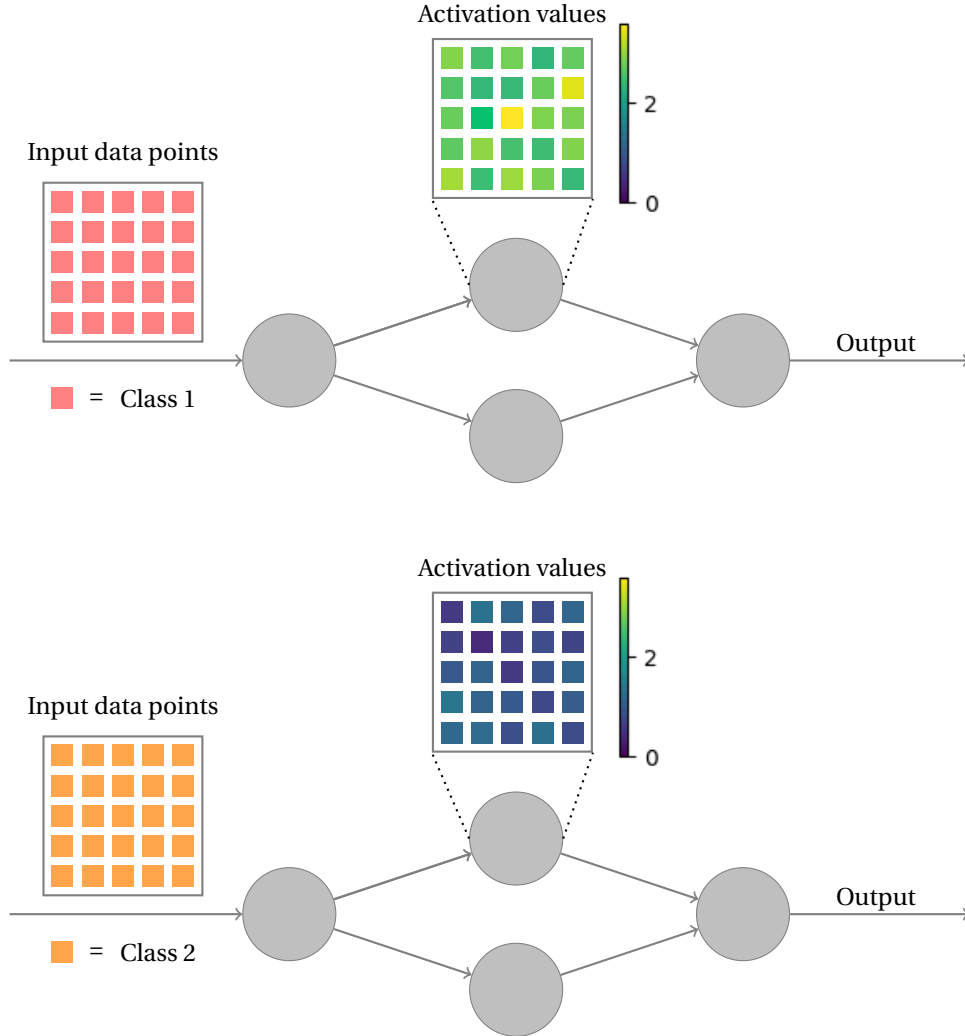 Activation values
2
0
Input data points
Output
= Class 1
Activation values
2
0
Input data points
Output
= Class 2